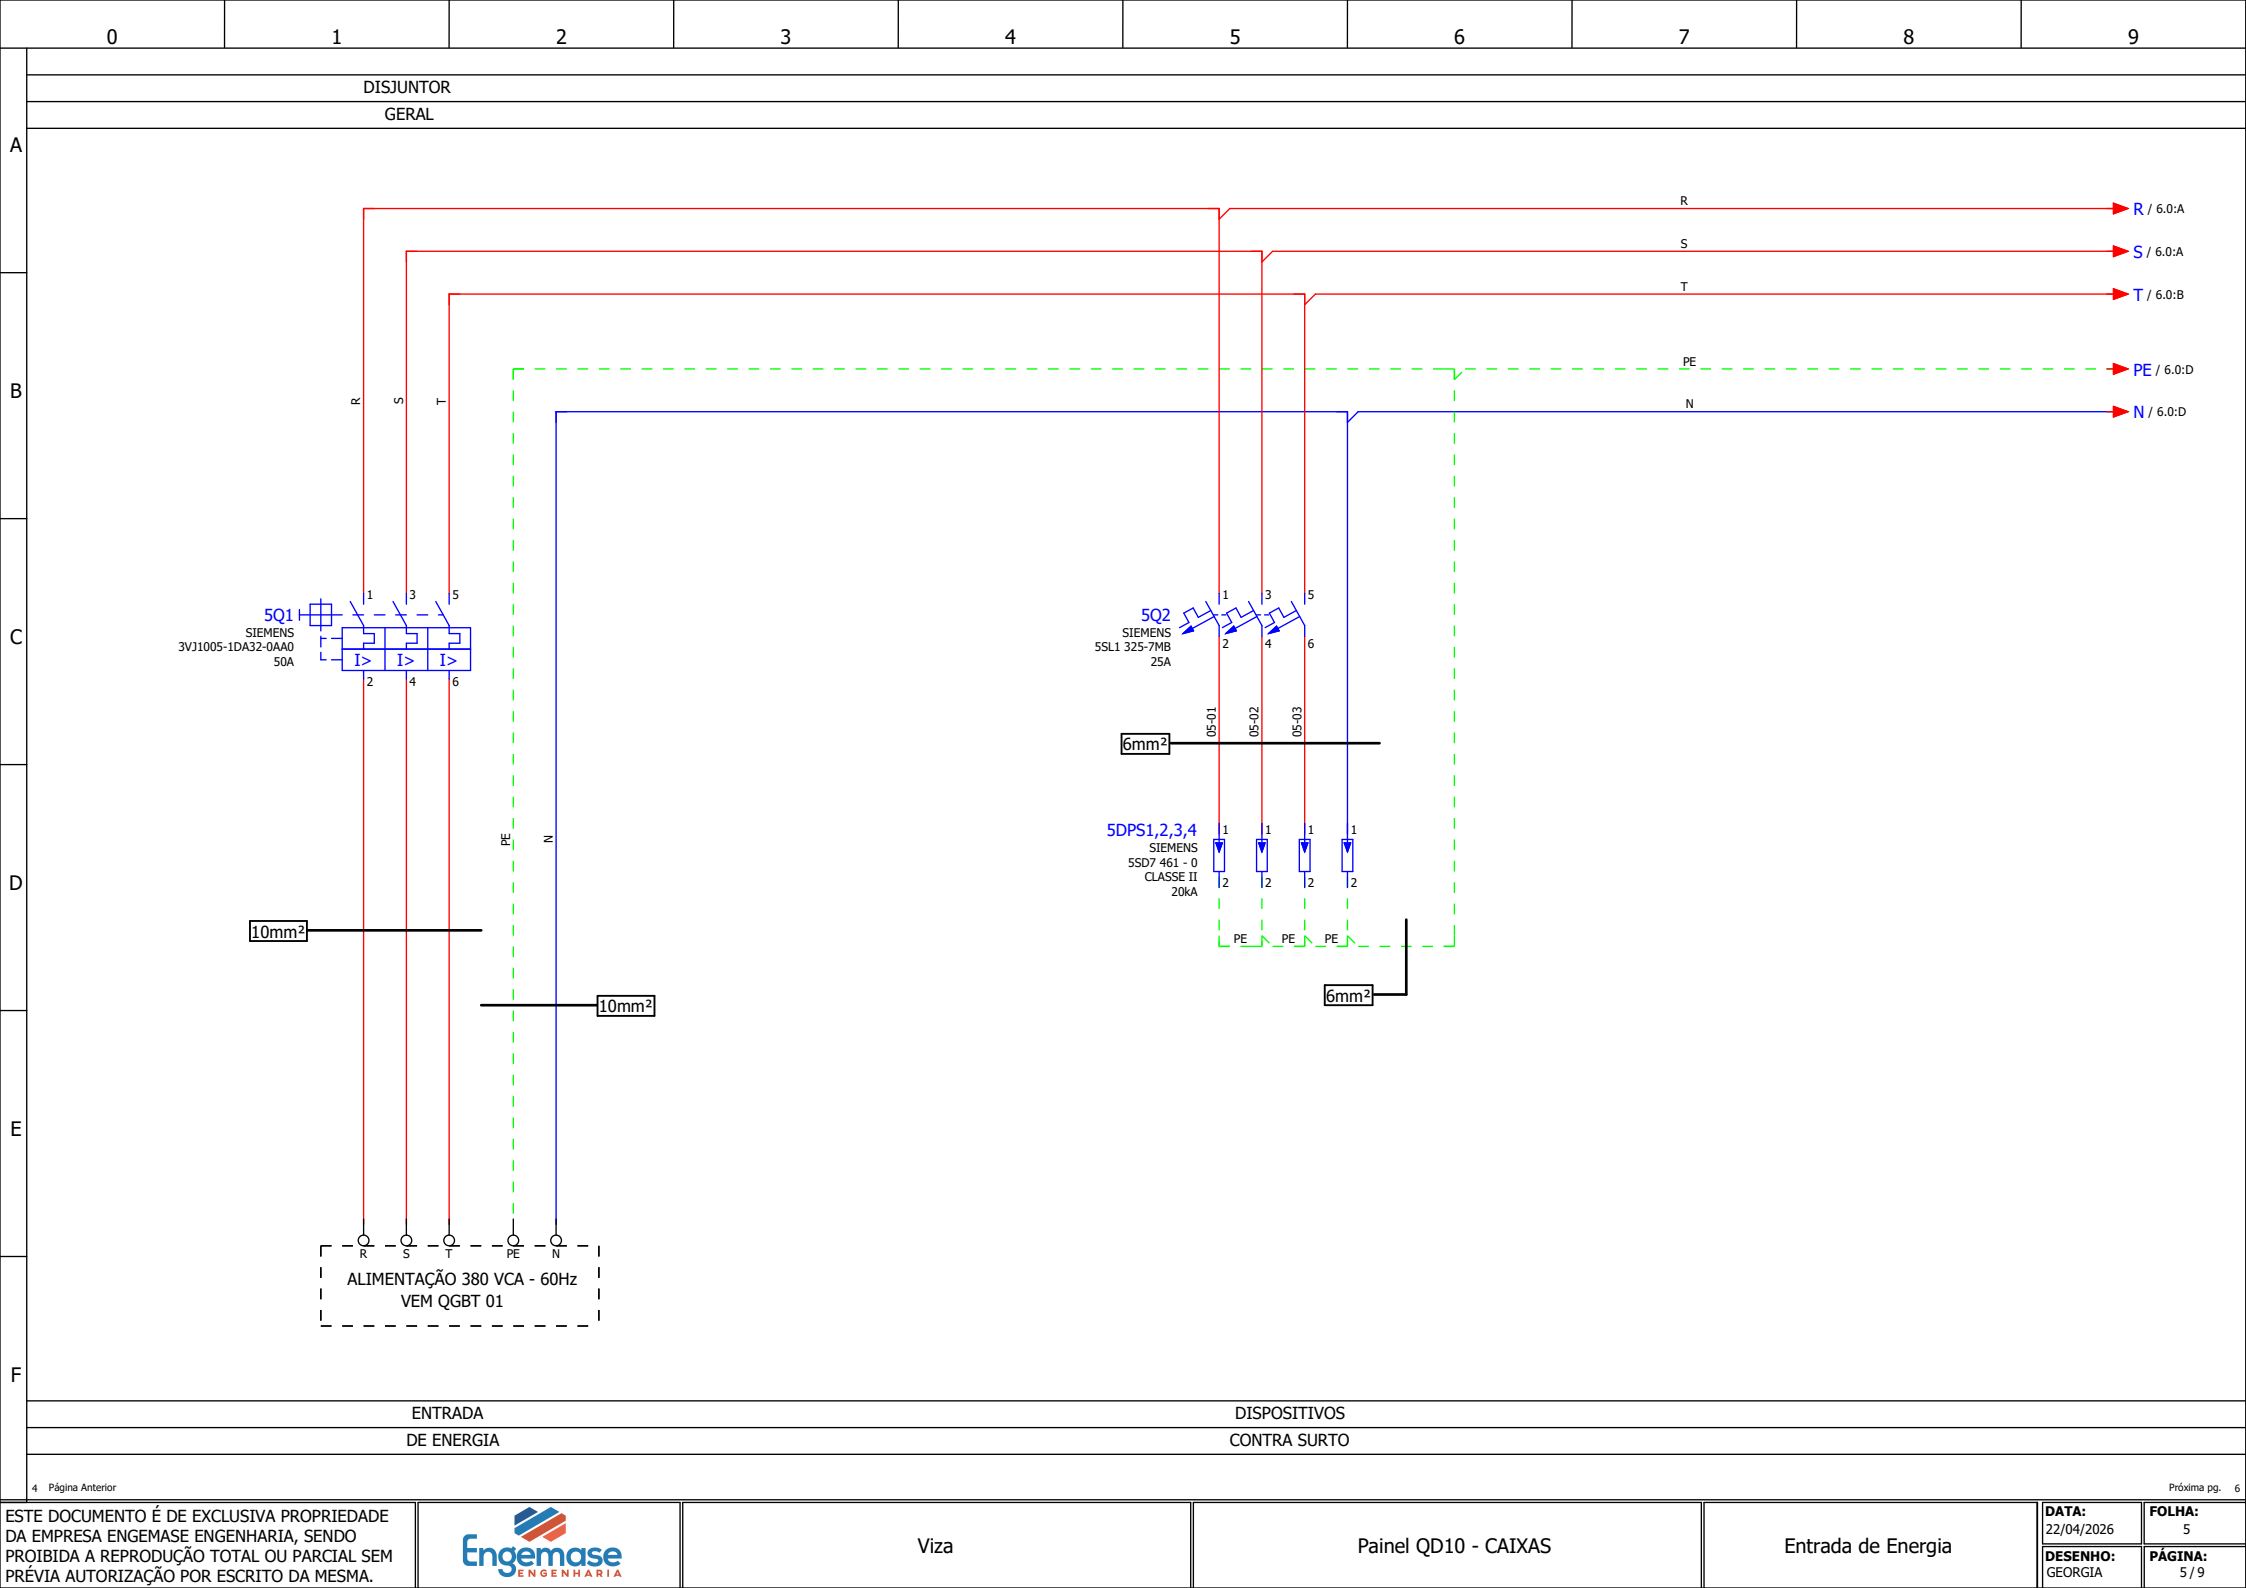 0 1 2 3 4 5 6 7 8 9
DISJUNTOR
GERAL
A
R
R / 6.0:A
S
S / 6.0:A
T
T / 6.0:B
PE
PE / 6.0:D
B
R S T
N
N / 6.0:D
1 3 5
1 3 5
5Q1
SIEMENS
3VJ1005-1DA32-0AA0
50A
I> I> I>
2 4 6
C
5Q2
SIEMENS
5SL1 325-7MB
25A
2 4 6
05-01 05-02 05-03
6mm²
PE N
5DPS1,2,3,4
SIEMENS
5SD7 461 - 0
CLASSE II
20kA
1 1 1 1
2 2 2 2
D
10mm²
PE PE PE
10mm²
6mm²
E
R S T PE N
ALIMENTAÇÃO 380 VCA - 60Hz
VEM QGBT 01
F
ENTRADA
DE ENERGIA
DISPOSITIVOS
CONTRA SURTO
4 Página Anterior
Próxima pg. 6
ESTE DOCUMENTO É DE EXCLUSIVA PROPRIEDADE
DA EMPRESA ENGEMASE ENGENHARIA, SENDO
PROIBIDA A REPRODUÇÃO TOTAL OU PARCIAL SEM
PRÉVIA AUTORIZAÇÃO POR ESCRITO DA MESMA.
Engemase
ENGENHARIA
Viza
Painel QD10 - CAIXAS
Entrada de Energia
DATA:
22/04/2026
FOLHA:
5
DESENHO:
GEORGIA
PÁGINA:
5 / 9